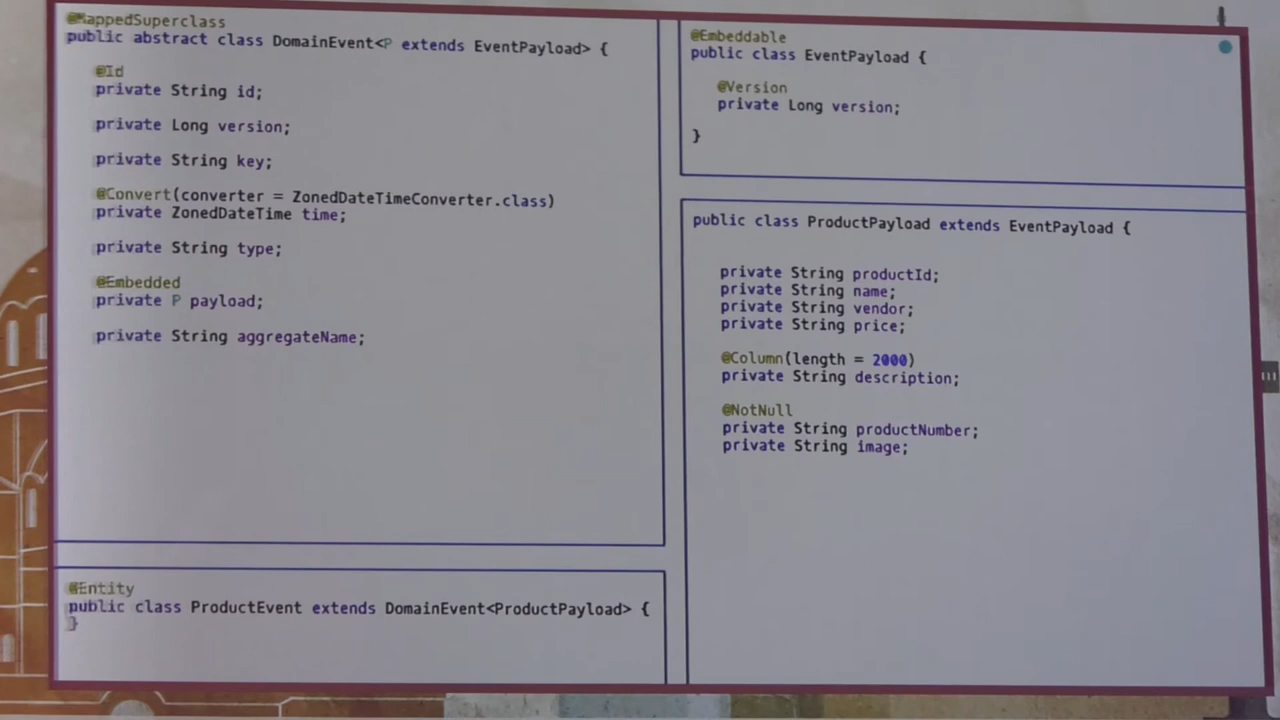 @MappedSuperclass
public abstract class DomainEvent<P extends EventPayload> {
@Id
private String id;
private Long version;
private String key;
@Convert(converter = ZonedDateTimeConverter.class)
private ZonedDateTime time;
private String type;
@Embedded
private P payload;
private String aggregateName;
@Entity
public class ProductEvent extends DomainEvent<ProductPayload> {
}
@Embeddable
public class EventPayload {
@Version
private Long version;
}
public class ProductPayload extends EventPayload {
private String productId;
private String name;
private String vendor;
private String price;
@Column(length = 2000)
private String description;
@NotNull
private String productNumber;
private String image;